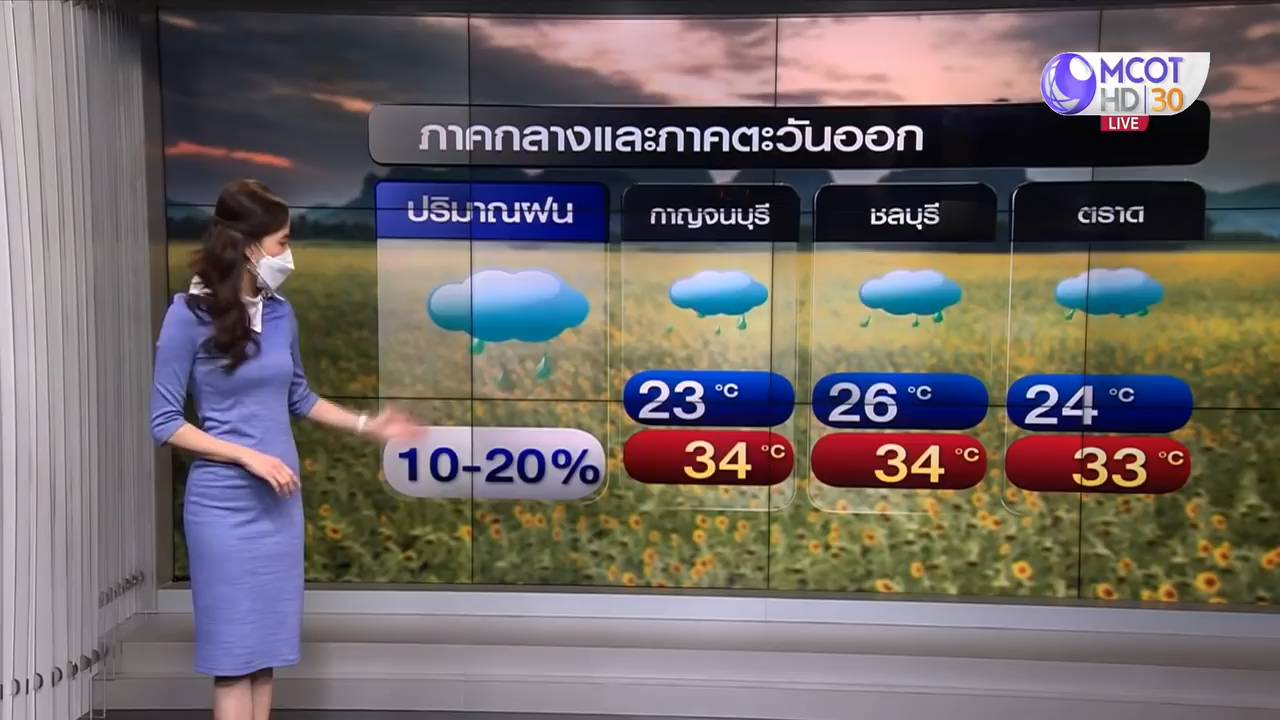 MCOT
HD 30
LIVE
ภาคกลางและภาคตะวันออก
ปริมาณฝน
กาญจนบุรี
ชลบุรี
ตราด
23 °C
26 °C
24 °C
10-20%
34 °C
34 °C
33 °C